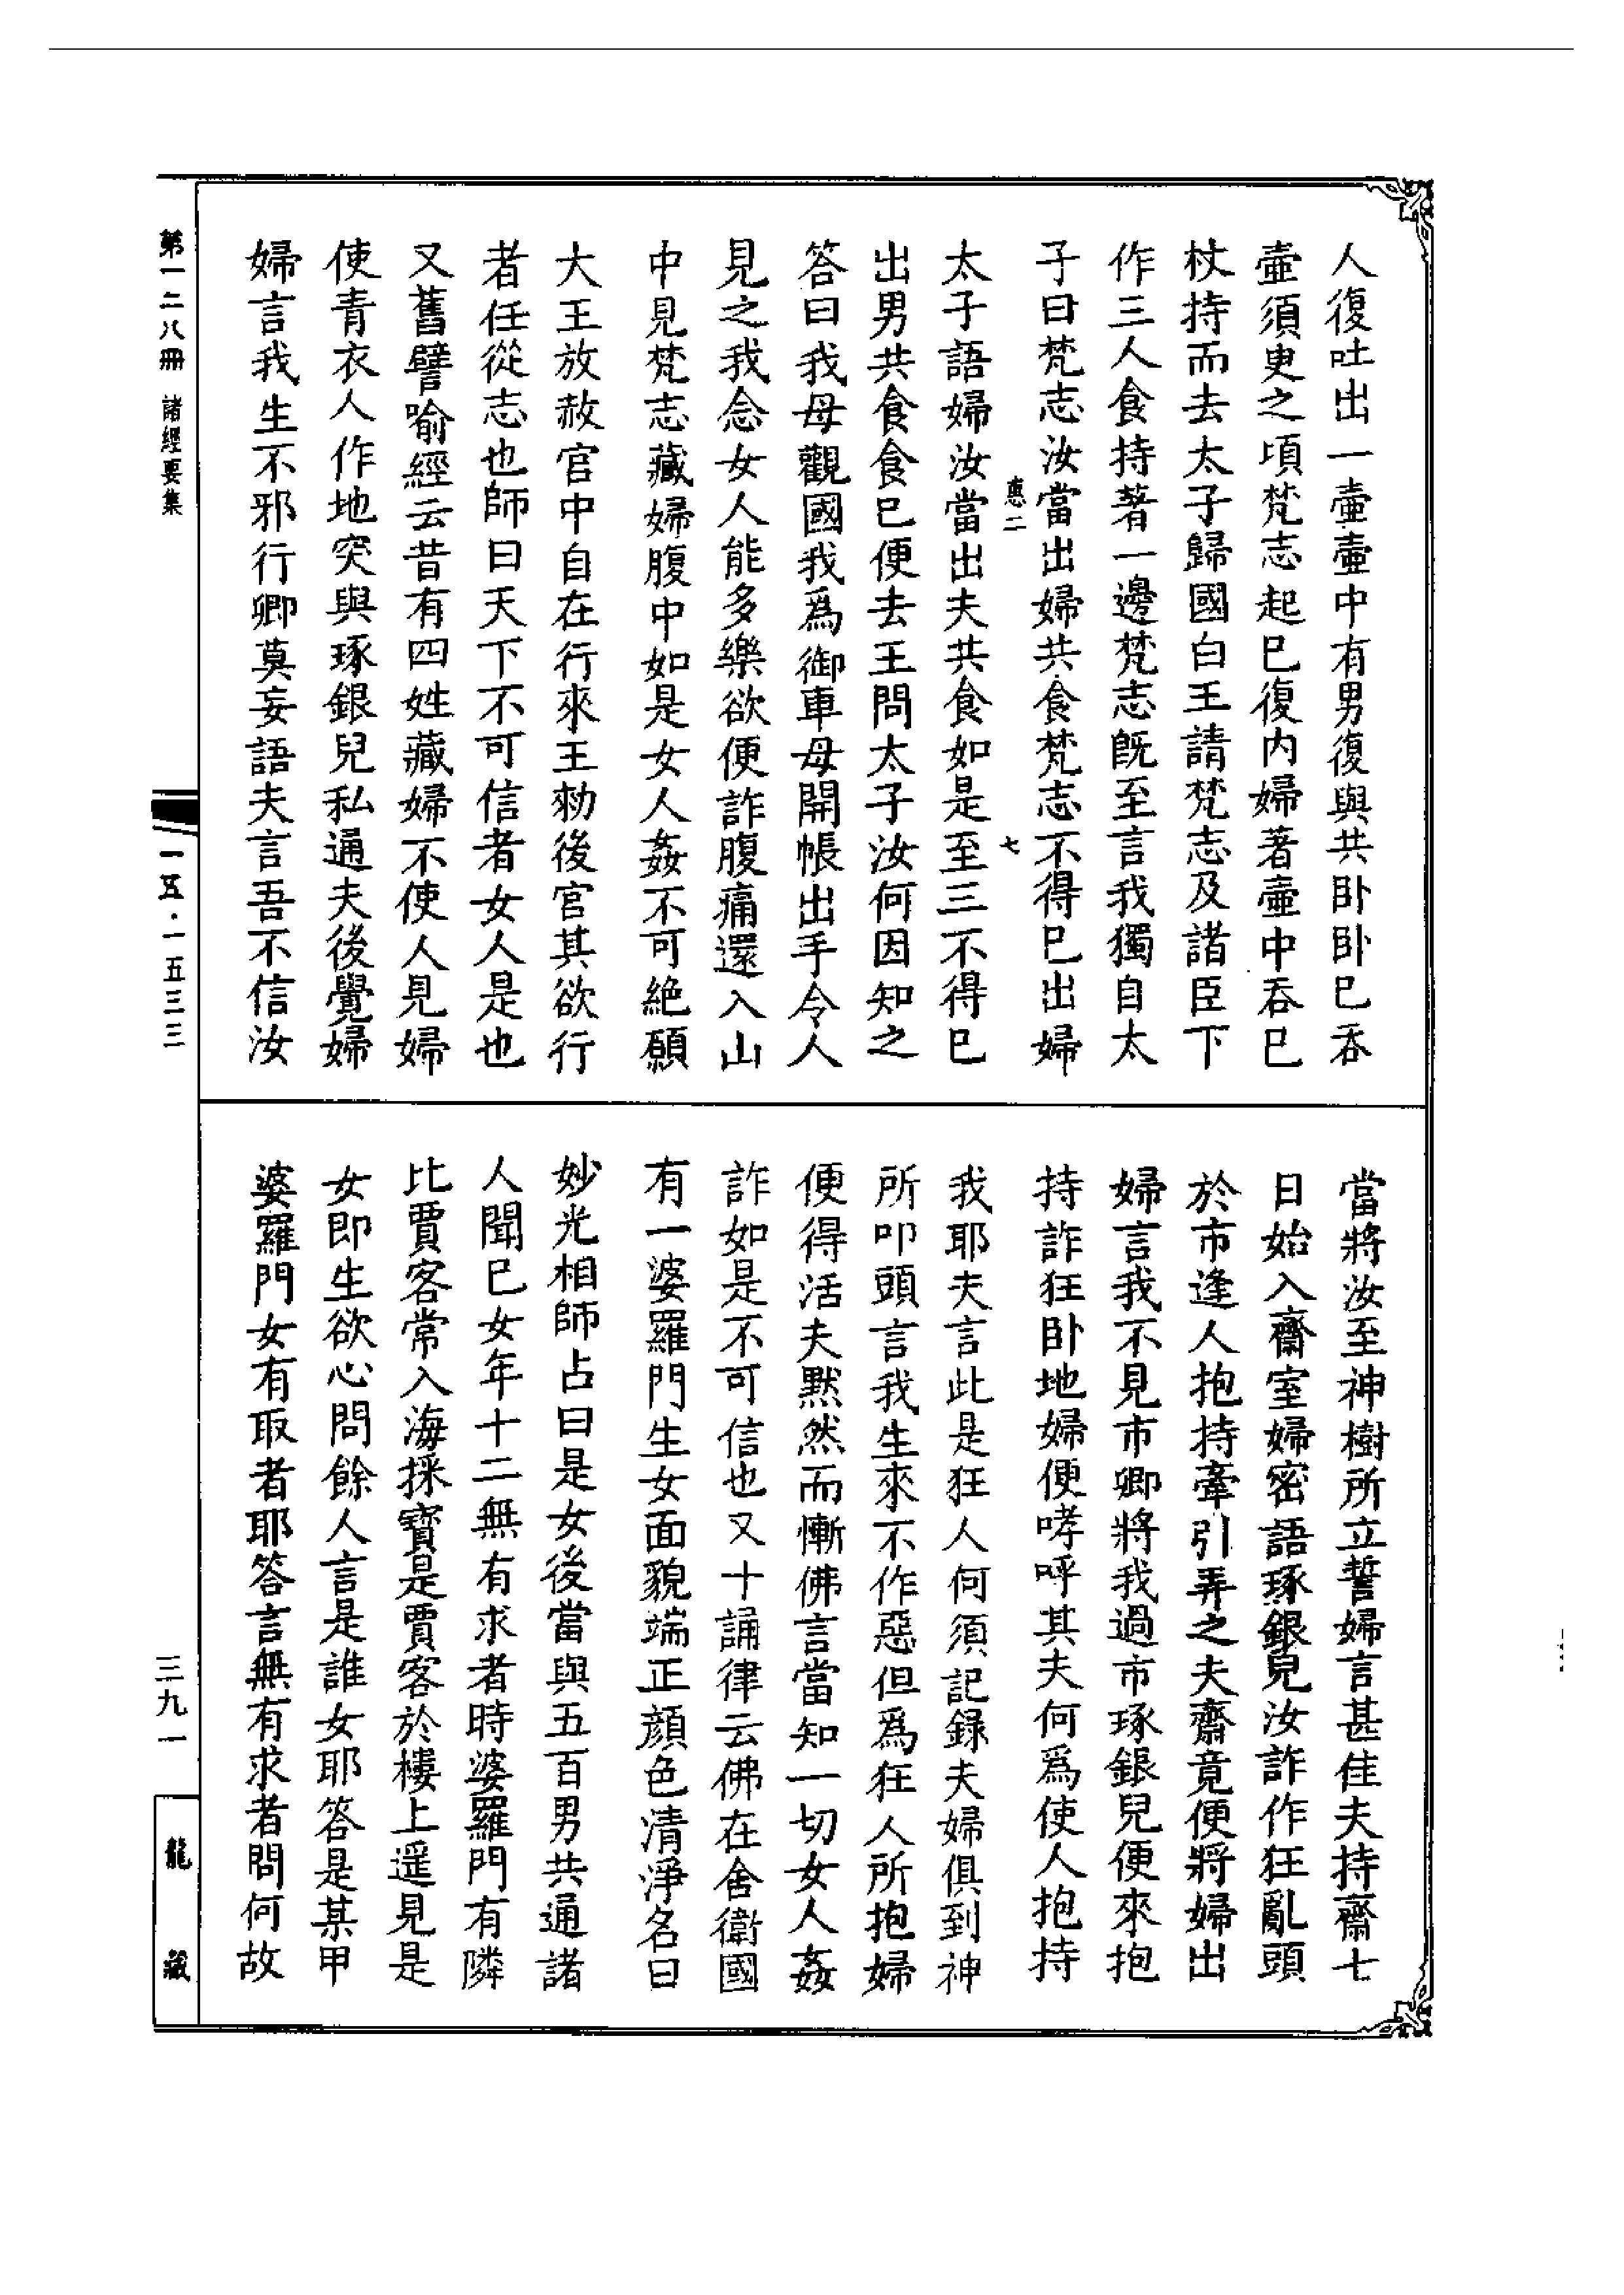 人復吐出一壺壺中有男復與共卧卧已吞
壺須臾之頃梵志起已復内婦著壺中吞已
杖持而去太子歸國白王請梵志及諸臣下
作三人食持著一邊梵志旣至言我獨自太
子曰梵志汝當出婦共食梵志不得已出婦
惠二
七
太子語婦汝當出夫共食如是至三不得已
出男共食食已便去王問太子汝何因知之
答曰我母觀國我爲御車母開帳出手令人
見之我念女人能多樂欲便詐腹痛還入山
中見梵志藏婦腹中如是女人姦不可絶願
大王放赦宫中自在行來王勑後宫其欲行
者任從志也師曰天下不可信者女人是也
又舊譬喻經云昔有四姓藏婦不使人見婦
使青衣人作地突與琢銀兒私通夫後覺婦
婦言我生不邪行卿莫妄語夫言吾不信汝
當將汝至神樹所立誓婦言甚佳夫持齋七
日始入齋室婦密語琢銀兒汝詐作狂亂頭
於市逢人抱持牽引弄之夫齋竟便將婦出
婦言我不見市卿將我過市琢銀兒便來抱
持詐狂卧地婦便哮呼其夫何爲使人抱持
我耶夫言此是狂人何須記録夫婦俱到神
所叩頭言我生來不作惡但爲狂人所抱婦
便得活夫默然而慚佛言當知一切女人姦
詐如是不可信也又十誦律云佛在舍衛國
有一婆羅門生女面貌端正顔色清淨名曰
妙光相師占曰是女後當與五百男共通諸
人聞已女年十二無有求者時婆羅門有隣
比賈客常入海採寶是賈客於樓上遥見是
女即生欲心問餘人言是誰女耶答是某甲
婆羅門女有取者耶答言無有求者問何故
第一二八冊 諸經要集
一五·一五三三
三九一
龍藏